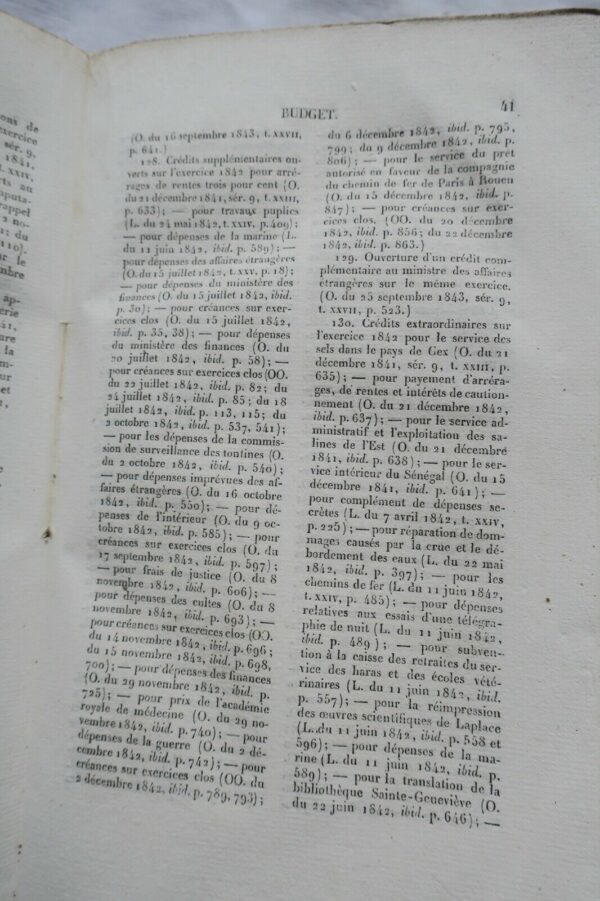 ons de
exercice
sér. 9,
1841,
t. XXIV,
rts au
rappel
n; du
110).
ar le
mbre
ap-
érie
la
mur
et
e,
BUDGET.
41
(O. du 16 septembre 1843, t. XXVII,
p. 641.)
128. Crédits supplémentaires ou-
verts sur l'exercice 1842 pour arré-
rages de rentes trois pour cent (O.
du 21 décembre 1841, sér. 9, t. XXIII,
p. 633); — pour travaux puplics
(L. du 24 mai 1842, t. XXIV, p. 409);
— pour dépenses de la marine (L.
du 11 juin 1842, ibid. p. 589); —
pour dépenses des affaires étrangères
(O. du 15 juillet 1842, t. XXV, p. 18);
— pour dépenses du ministère des
finances (O. du 15 juillet 1842, ibid.
p. 30); — pour créances sur exer-
cices clos (O. du 15 juillet 1842,
ibid. p. 35, 38); — pour dépenses
du ministère des finances (O. du
20 juillet 1842, ibid. p. 58); —
pour créances sur exercices clos (OO.
du 22 juillet 1842, ibid. p. 82; du
24 juillet 1842, ibid. p. 85; du 18
juillet 1842, ibid. p. 113, 115; du
2 octobre 1842, ibid. p. 537, 541);
— pour les dépenses de la commis-
sion de surveillance des tontines (O.
du 2 octobre 1842, ibid. p. 540);
— pour dépenses imprévues des af-
faires étrangères (O. du 16 octobre
1842, ibid. p. 550); — pour dé-
penses de l'intérieur (O. du 9 oc-
tobre 1842, ibid. p. 585); — pour
créances sur exercices clos (O. du
17 septembre 1842, ibid. p. 597);
— pour frais de justice (O. du 8
novembre 1842, ibid. p. 606); —
pour dépenses des cultes (O. du 8
novembre 1842, ibid. p. 693); —
pour créances sur exercices clos (OO.
du 14 novembre 1842, ibid. p. 696;
du 15 novembre 1842, ibid. p. 698,
700); — pour dépenses des finances
(O. du 29 novembre 1842, ibid. p.
725); — pour prix de l'académie
royale de médecine (O. du 29 no-
vembre 1842, ibid. p. 740); — pour
dépenses de la guerre (O. du 2 dé-
cembre 1842, ibid. p. 742); — pour
créances sur exercices clos (OO. du
2 décembre 1842, ibid. p. 789, 793);
du 6 décembre 1842, ibid. p. 795,
799; du 9 décembre 1842, ibid. p.
806); — pour le service du prêt
autorisé en faveur de la compagnie
du chemin de fer de Paris à Rouen
(O. du 15 décembre 1842, ibid. p.
847); — pour créances sur exer-
cices clos. (OO. du 20 décembre
1842, ibid. p. 856; du 22 décembre
1842, ibid. p. 863.)
129. Ouverture d'un crédit com-
plémentaire au ministre des affaires
étrangères sur le même exercice.
(O. du 25 septembre 1843, sér. 9,
t. XXVII, p. 523.)
130. Crédits extraordinaires sur
l'exercice 1842 pour le service des
sels dans le pays de Gex (O. du 21
décembre 1841, sér. 9, t. XXIII, p.
635); — pour payement d'arréra-
ges, de rentes et intérêts de caution-
nement (O. du 21 décembre 1842,
ibid. p. 637); — pour le service ad-
ministratif et l'exploitation des sa-
lines de l'Est (O. du 21 décembre
1841, ibid. p. 638); — pour le ser-
vice intérieur du Sénégal (O. du 15
décembre 1841, ibid. p. 641); —
pour complément de dépenses se-
crètes (L. du 7 avril 1842, t. XXIV,
p. 225); — pour réparation de dom-
mages causés par la crue et le dé-
bordement des eaux (L. du 22 mai
1842, ibid. p. 397); — pour les
chemins de fer (L. du 11 juin 1842,
t. XXIV, p. 485); — pour dépenses
relatives aux essais d'une télégra-
phie de nuit (L. du 11 juin 1842,
ibid. p. 489); — pour subven-
tion à la caisse des retraites du ser-
vice des haras et des écoles vété-
rinaires (L. du 11 juin 1842, ibid.
p. 557); — pour la réimpression
des œuvres scientifiques de Laplace
(L. du 11 juin 1842, ibid. p. 558 et
596); — pour dépenses de la ma-
rine (L. du 11 juin 1842, ibid. p.
589); — pour la translation de la
bibliothèque Sainte-Geneviève (O.
du 22 juin 1842, ibid. p. 646); —